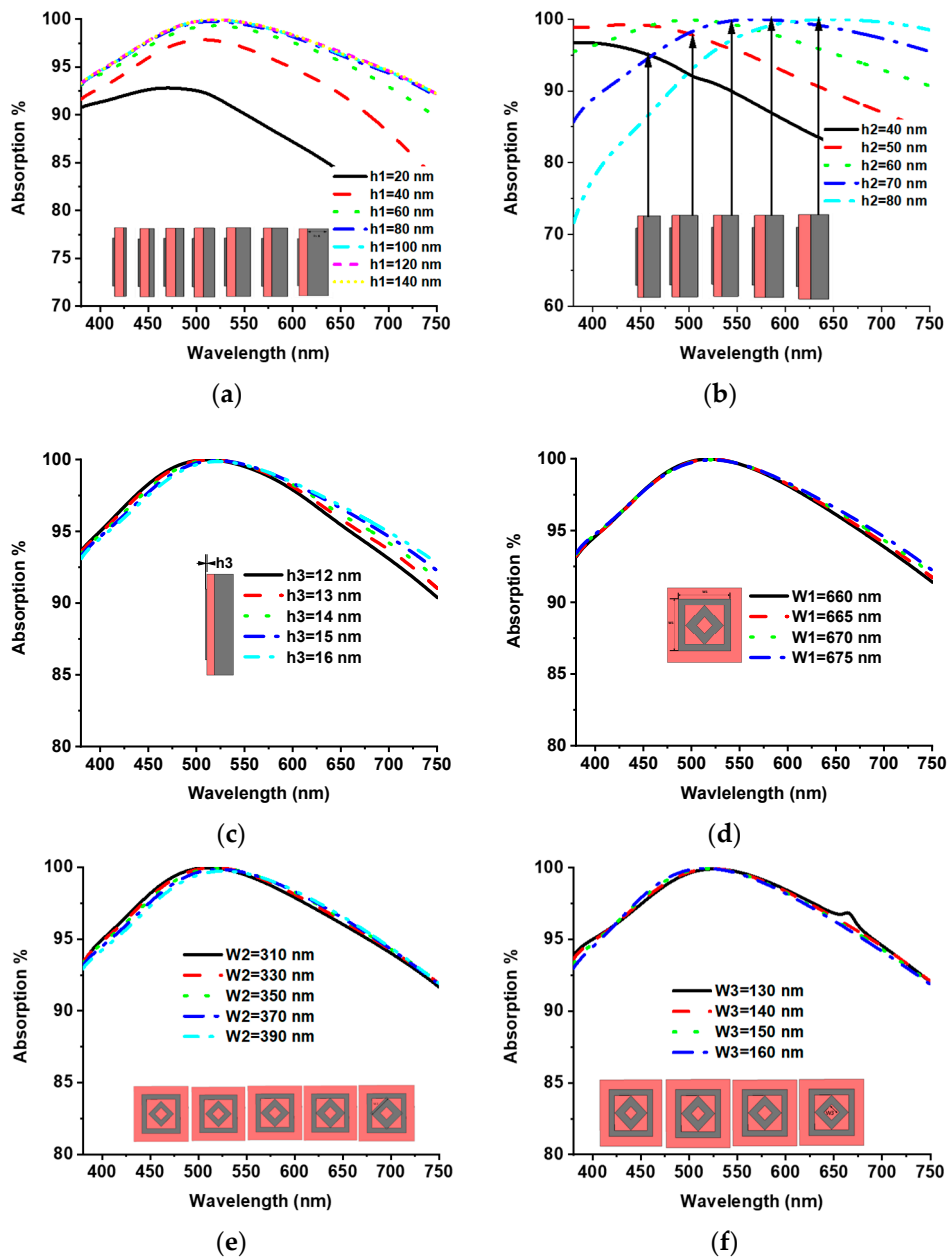 100
95
90
85
80
75
70
Absorption %
h1=20 nm
h1=40 nm
h1=60 nm
h1=80 nm
h1=100 nm
h1=120 nm
h1=140 nm
400 450 500 550 600 650 700 750
Wavelength (nm)
(a)
100
90
80
70
60
Absorption %
h2=40 nm
h2=50 nm
h2=60 nm
h2=70 nm
h2=80 nm
400 450 500 550 600 650 700 750
Wavelength (nm)
(b)
100
95
90
85
80
Absorption %
h3
h3=12 nm
h3=13 nm
h3=14 nm
h3=15 nm
h3=16 nm
400 450 500 550 600 650 700 750
Wavelength (nm)
(c)
100
95
90
85
80
Absorption %
W1=660 nm
W1=665 nm
W1=670 nm
W1=675 nm
400 450 500 550 600 650 700 750
Wavelength (nm)
(d)
100
95
90
85
80
Absorption %
W2=310 nm
W2=330 nm
W2=350 nm
W2=370 nm
W2=390 nm
400 450 500 550 600 650 700 750
Wavelength (nm)
(e)
100
95
90
85
80
Absorption %
W3=130 nm
W3=140 nm
W3=150 nm
W3=160 nm
W3
400 450 500 550 600 650 700 750
Wavelength (nm)
(f)